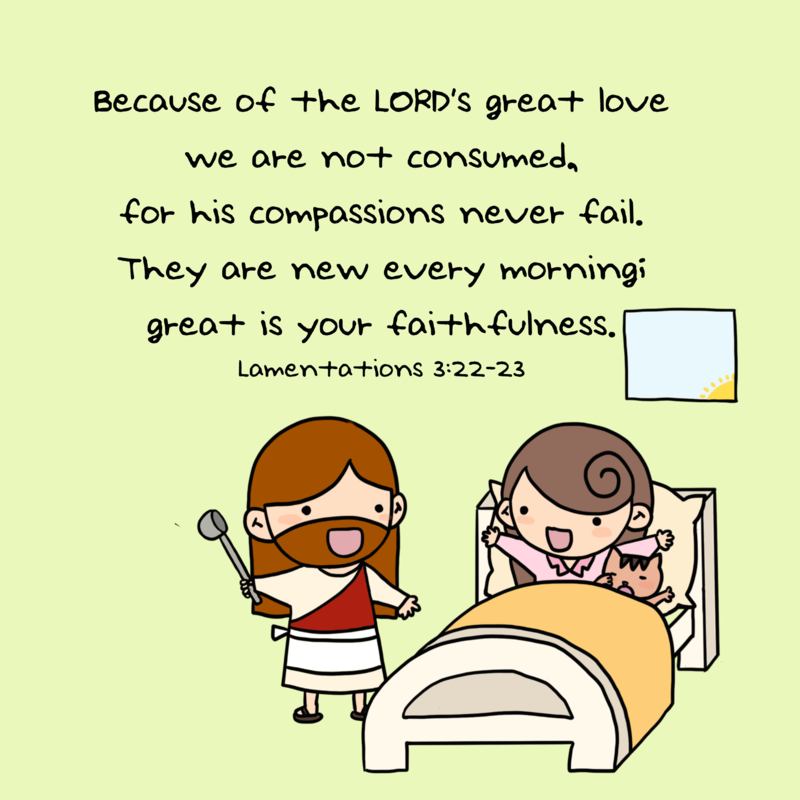 Because of the LORD's great love
we are not consumed,
for his compassions never fail.
They are new every morning;
great is your faithfulness.
Lamentations 3:22-23